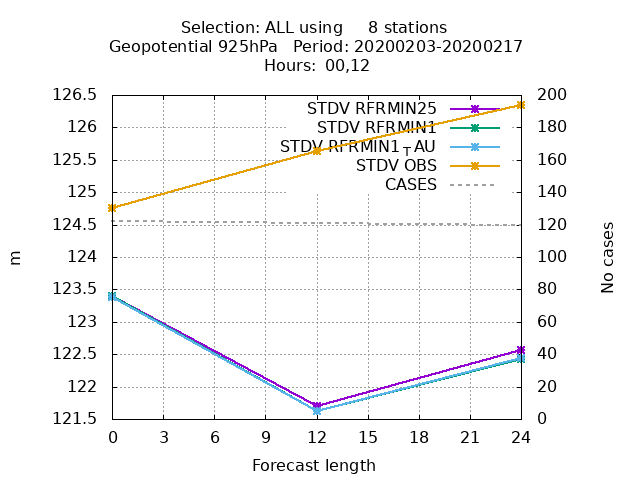 Selection: ALL using     8 stations
Geopotential 925hPa   Period: 20200203-20200217
Hours: 00,12
126.5
126
125.5
125
124.5
124
123.5
123
122.5
122
121.5
m
STDV RFRMIN25
STDV RFRMIN1
STDV RFRMIN1┬AU
STDV OBS
CASES
200
180
160
140
120
100
80
60
40
20
0
No cases
0 3 6 9 12 15 18 21 24
Forecast length